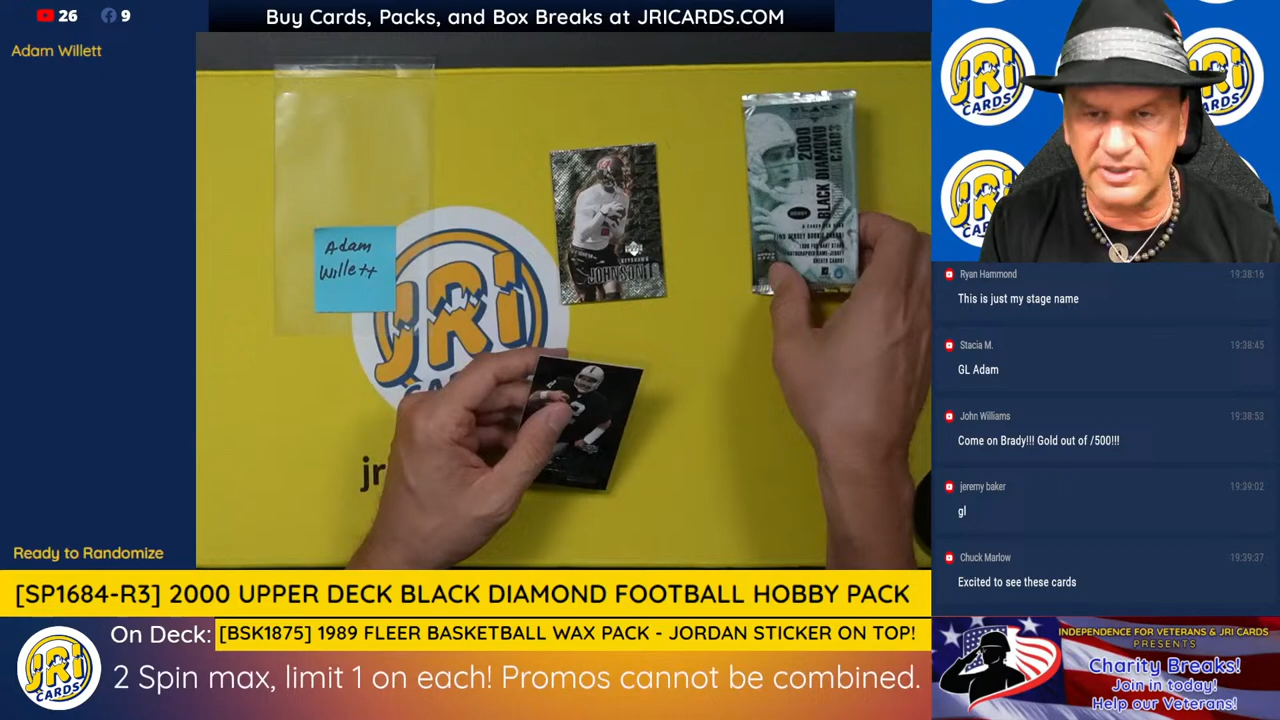 26
9
Buy Cards, Packs, and Box Breaks at JRICARDS.COM
Adam Willett
Adam
Willett
JRI
JOHNSON
2000
BLACK DIAMOND
CARDS
JRI
CARDS
JRI
CARDS
Ryan Hammond 19:38:16
This is just my stage name
Stacia M. 19:38:45
GL Adam
John Williams 19:38:53
Come on Brady!!! Gold out of /500!!!
jeremy baker 19:39:02
gl
Chuck Marlow 19:39:37
Excited to see these cards
Ready to Randomize
[SP1684-R3] 2000 UPPER DECK BLACK DIAMOND FOOTBALL HOBBY PACK
JRI
CARDS
On Deck: [BSK1875] 1989 FLEER BASKETBALL WAX PACK - JORDAN STICKER ON TOP!
2 Spin max, limit 1 on each! Promos cannot be combined.
INDEPENDENCE FOR VETERANS & JRI CARDS
PRESENTS
Charity Breaks!
Join in today!
Help our Veterans!